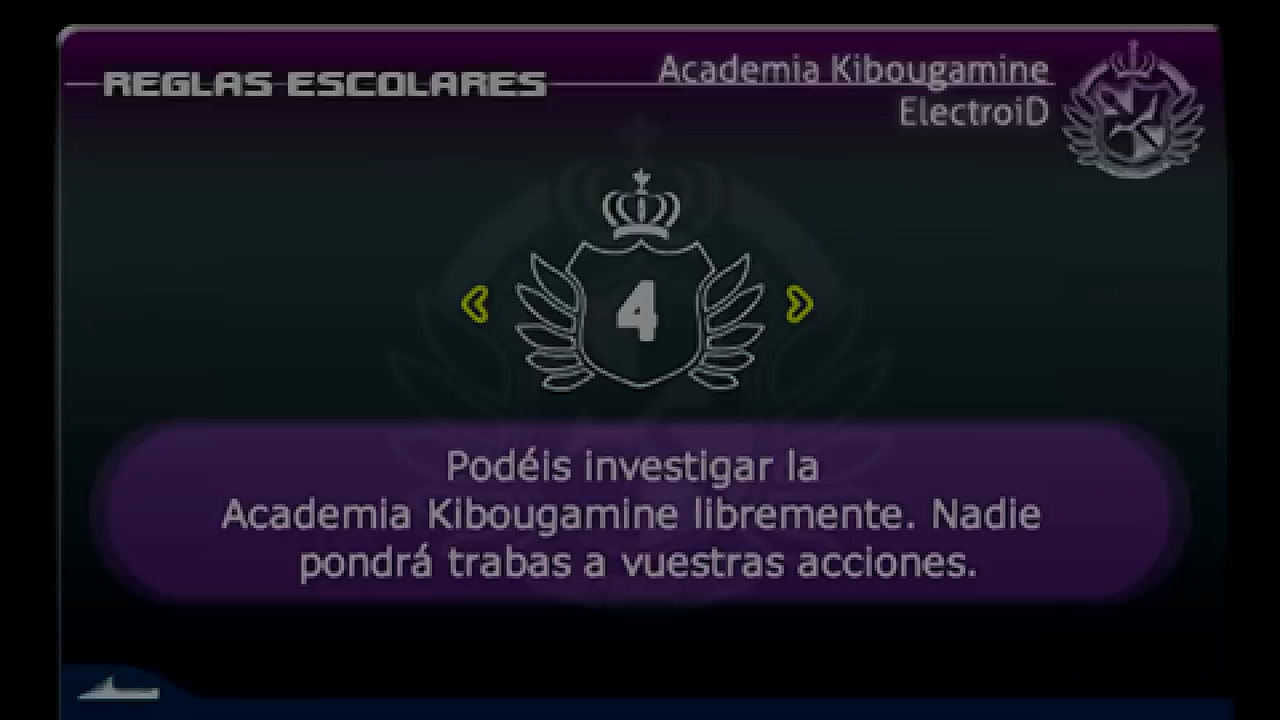 REGLAS ESCOLARES
Academia Kibougamine
ElectroiD
4
Podéis investigar la
Academia Kibougamine libremente. Nadie
pondrá trabas a vuestras acciones.